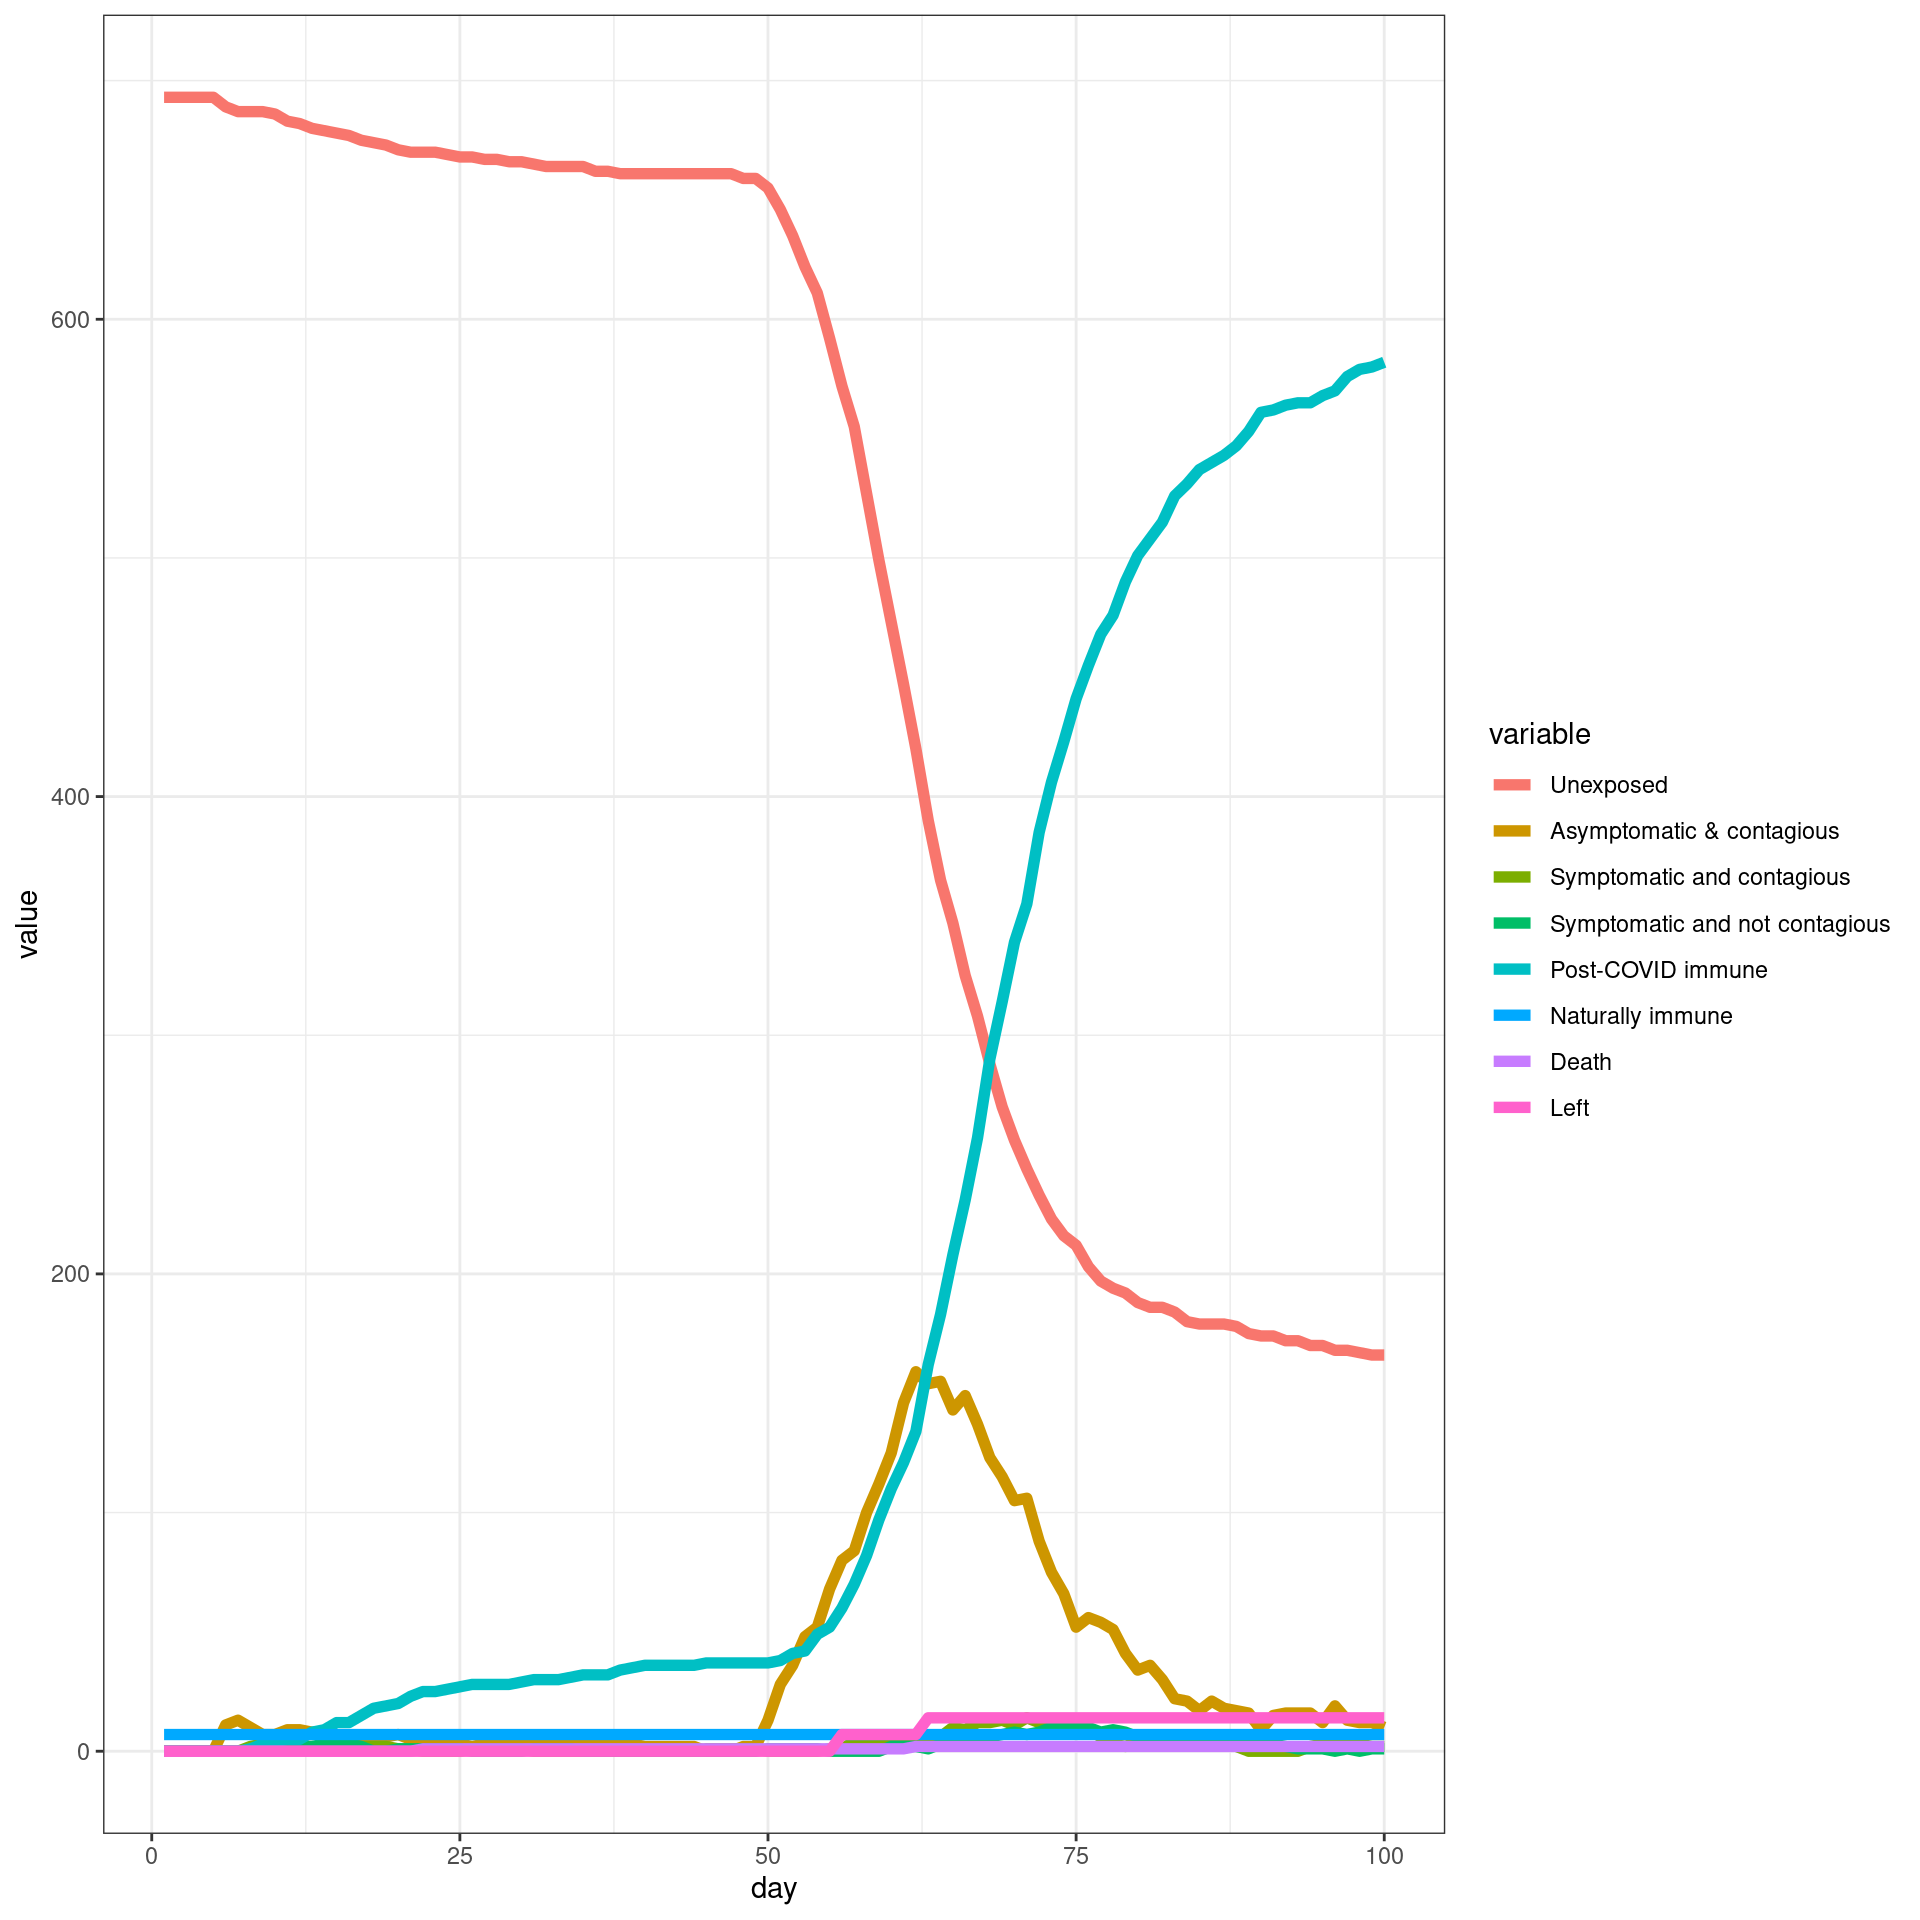 value
600
400
200
0
0 25 50 75 100
day
variable
Unexposed
Asymptomatic & contagious
Symptomatic and contagious
Symptomatic and not contagious
Post-COVID immune
Naturally immune
Death
Left